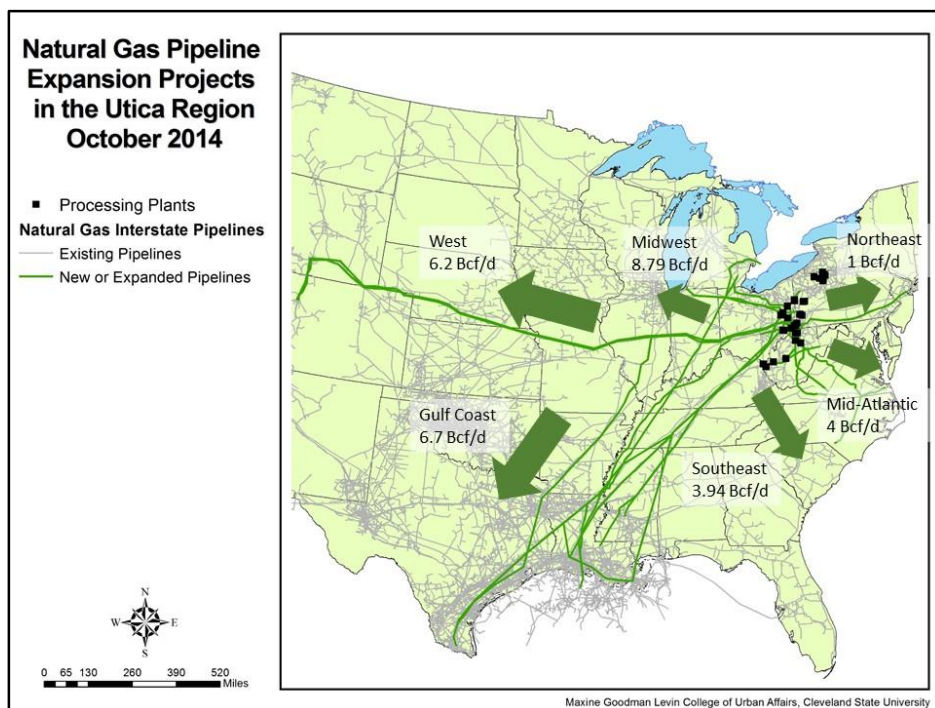 Natural Gas Pipeline
Expansion Projects
in the Utica Region
October 2014
Processing Plants
Natural Gas Interstate Pipelines
Existing Pipelines
New or Expanded Pipelines
West
6.2 Bcf/d
Midwest
8.79 Bcf/d
Northeast
1 Bcf/d
Gulf Coast
6.7 Bcf/d
Mid-Atlantic
4 Bcf/d
Southeast
3.94 Bcf/d
N
W E
S
0 65 130 260 390 520
Miles
Maxine Goodman Levin College of Urban Affairs, Cleveland State University